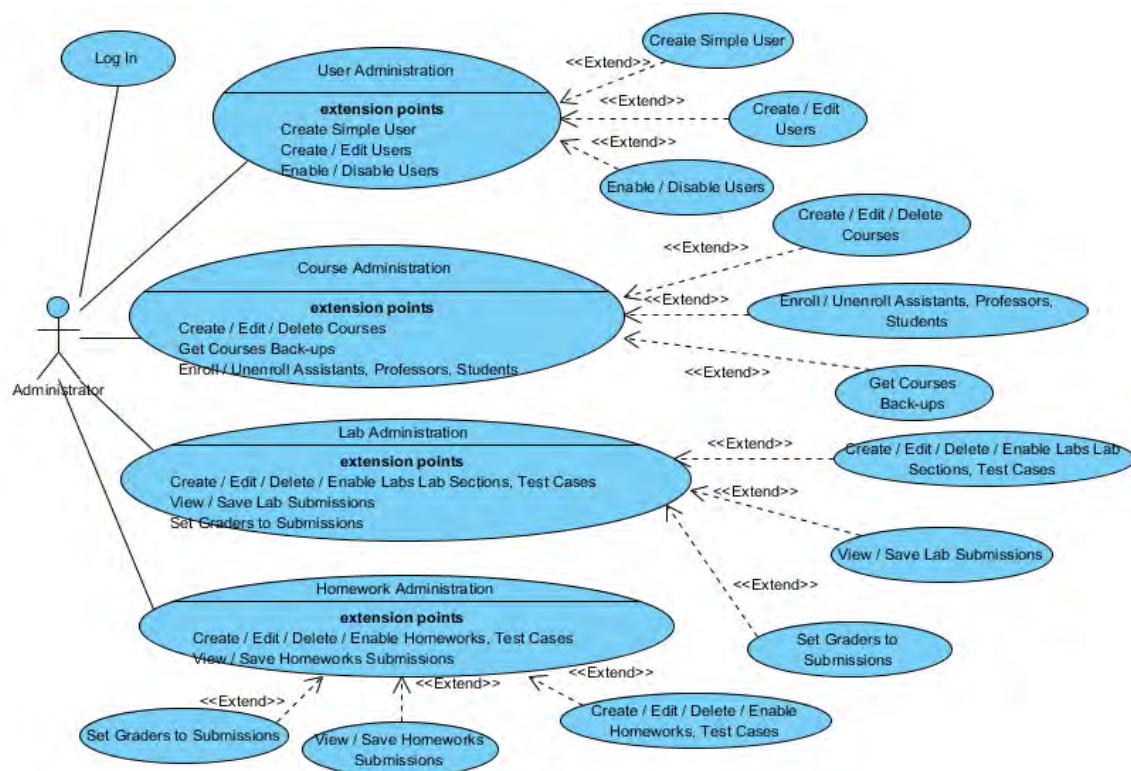 Log In
User Administration
extension points
Create Simple User
Create / Edit Users
Enable / Disable Users
<<Extend>>
Create Simple User
<<Extend>>
Create / Edit
Users
<<Extend>>
Enable / Disable Users
Course Administration
extension points
Create / Edit / Delete Courses
Get Courses Back-ups
Enroll / Unenroll Assistants, Professors, Students
<<Extend>>
Create / Edit / Delete
Courses
<<Extend>>
Enroll / Unenroll Assistants, Professors,
Students
<<Extend>>
Get Courses
Back-ups
Administrator
Lab Administration
extension points
Create / Edit / Delete / Enable Labs Lab Sections, Test Cases
View / Save Lab Submissions
Set Graders to Submissions
<<Extend>>
Create / Edit / Delete / Enable Labs Lab
Sections, Test Cases
<<Extend>>
View / Save Lab Submissions
<<Extend>>
Set Graders to
Submissions
Homework Administration
extension points
Create / Edit / Delete / Enable Homeworks, Test Cases
View / Save Homeworks Submissions
<<Extend>>
Set Graders to Submissions
<<Extend>>
View / Save Homeworks
Submissions
<<Extend>>
Create / Edit / Delete / Enable
Homeworks, Test Cases